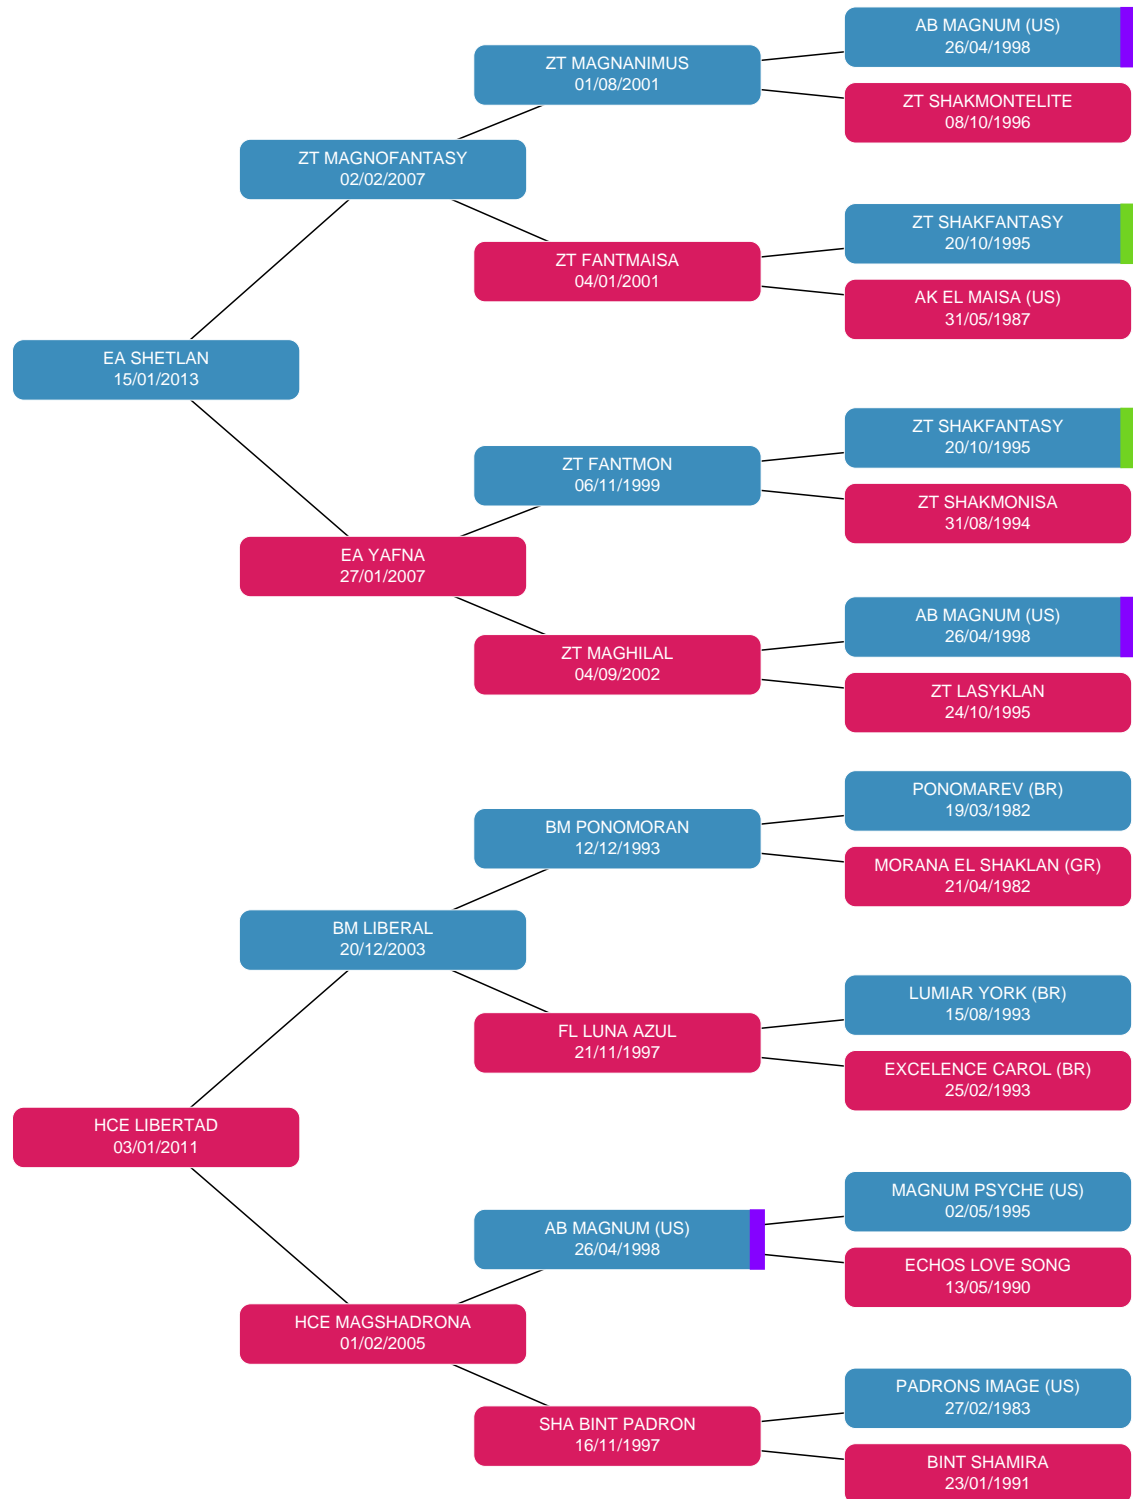 AB MAGNUM (US)
26/04/1998
ZT MAGNANIMUS
01/08/2001
ZT SHAKMONTELITE
08/10/1996
ZT MAGNOFANTASY
02/02/2007
ZT SHAKFANTASY
20/10/1995
ZT FANTMAISA
04/01/2001
AK EL MAISA (US)
31/05/1987
EA SHETLAN
15/01/2013
ZT SHAKFANTASY
20/10/1995
ZT FANTMON
06/11/1999
ZT SHAKMONISA
31/08/1994
EA YAFNA
27/01/2007
AB MAGNUM (US)
26/04/1998
ZT MAGHILAL
04/09/2002
ZT LASYKLAN
24/10/1995
PONOMAREV (BR)
19/03/1982
BM PONOMORAN
12/12/1993
MORANA EL SHAKLAN (GR)
21/04/1982
BM LIBERAL
20/12/2003
LUMIAR YORK (BR)
15/08/1993
FL LUNA AZUL
21/11/1997
EXCELENCE CAROL (BR)
25/02/1993
HCE LIBERTAD
03/01/2011
MAGNUM PSYCHE (US)
02/05/1995
AB MAGNUM (US)
26/04/1998
ECHOS LOVE SONG
13/05/1990
HCE MAGSHADRONA
01/02/2005
PADRONS IMAGE (US)
27/02/1983
SHA BINT PADRON
16/11/1997
BINT SHAMIRA
23/01/1991